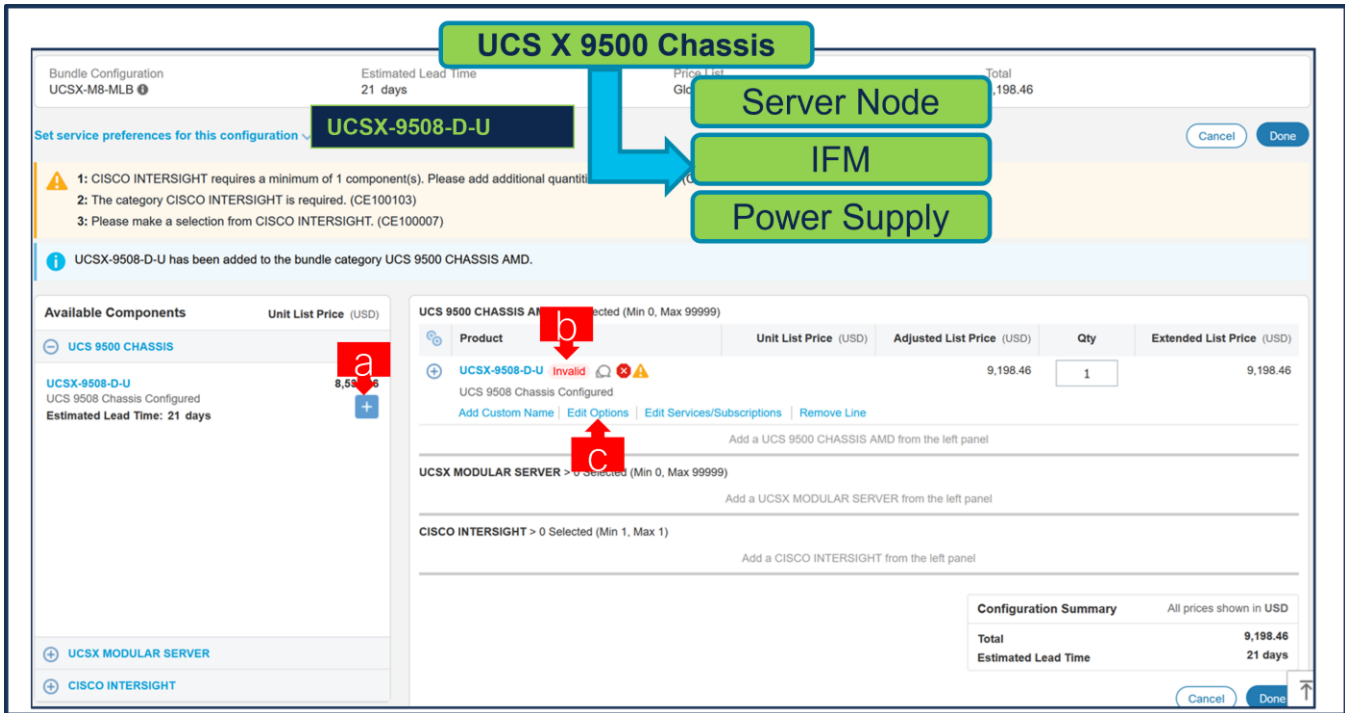 UCS X 9500 Chassis
Bundle Configuration
UCSX-M8-MLB
Estimated Lead Time
21 days
Price List
Total
,198.46
Server Node
IFM
Power Supply
UCSX-9508-D-U
Set service preferences for this configuration
Cancel
Done
1: CISCO INTERSIGHT requires a minimum of 1 component(s). Please add additional
2: The category CISCO INTERSIGHT is required. (CE100103)
3: Please make a selection from CISCO INTERSIGHT. (CE100007)
UCSX-9508-D-U has been added to the bundle category UCS 9500 CHASSIS AMD.
Available Components
Unit List Price (USD)
UCS 9500 CHASSIS
a
UCSX-9508-D-U
UCS 9508 Chassis Configured
Estimated Lead Time: 21 days
UCSX MODULAR SERVER
CISCO INTERSIGHT
UCS 9500 CHASSIS (Min 0, Max 99999)
b
Product
Unit List Price (USD)
Adjusted List Price (USD)
Qty
Extended List Price (USD)
UCSX-9508-D-U Invalid
9,198.46
1
9,198.46
UCS 9508 Chassis Configured
Add Custom Name | Edit Options | Edit Services/Subscriptions | Remove Line
c
Add a UCS 9500 CHASSIS AMD from the left panel
UCSX MODULAR SERVER > 0 Selected (Min 0, Max 99999)
Add a UCSX MODULAR SERVER from the left panel
CISCO INTERSIGHT > 0 Selected (Min 1, Max 1)
Add a CISCO INTERSIGHT from the left panel
Configuration Summary
All prices shown in USD
Total
9,198.46
Estimated Lead Time
21 days
Cancel
Done